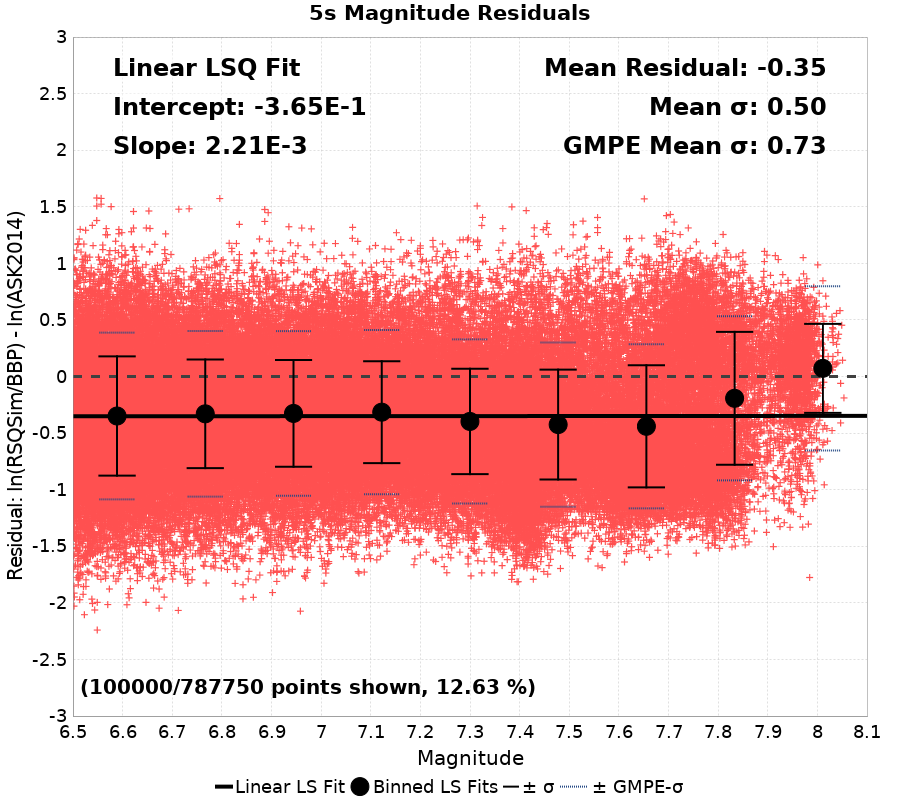 5s Magnitude Residuals
Linear LSQ Fit
Intercept: -3.65E-1
Slope: 2.21E-3
Mean Residual: -0.35
Mean σ: 0.50
GMPE Mean σ: 0.73
Residual: ln(RSQSim/BBP) - ln(ASK2014)
3
2.5
2
1.5
1
0.5
0
-0.5
-1
-1.5
-2
-2.5
-3
(100000/787750 points shown, 12.63 %)
6.5 6.6 6.7 6.8 6.9 7 7.1 7.2 7.3 7.4 7.5 7.6 7.7 7.8 7.9 8 8.1
Magnitude
Linear LS Fit Binned LS Fits ± σ ± GMPE-σ